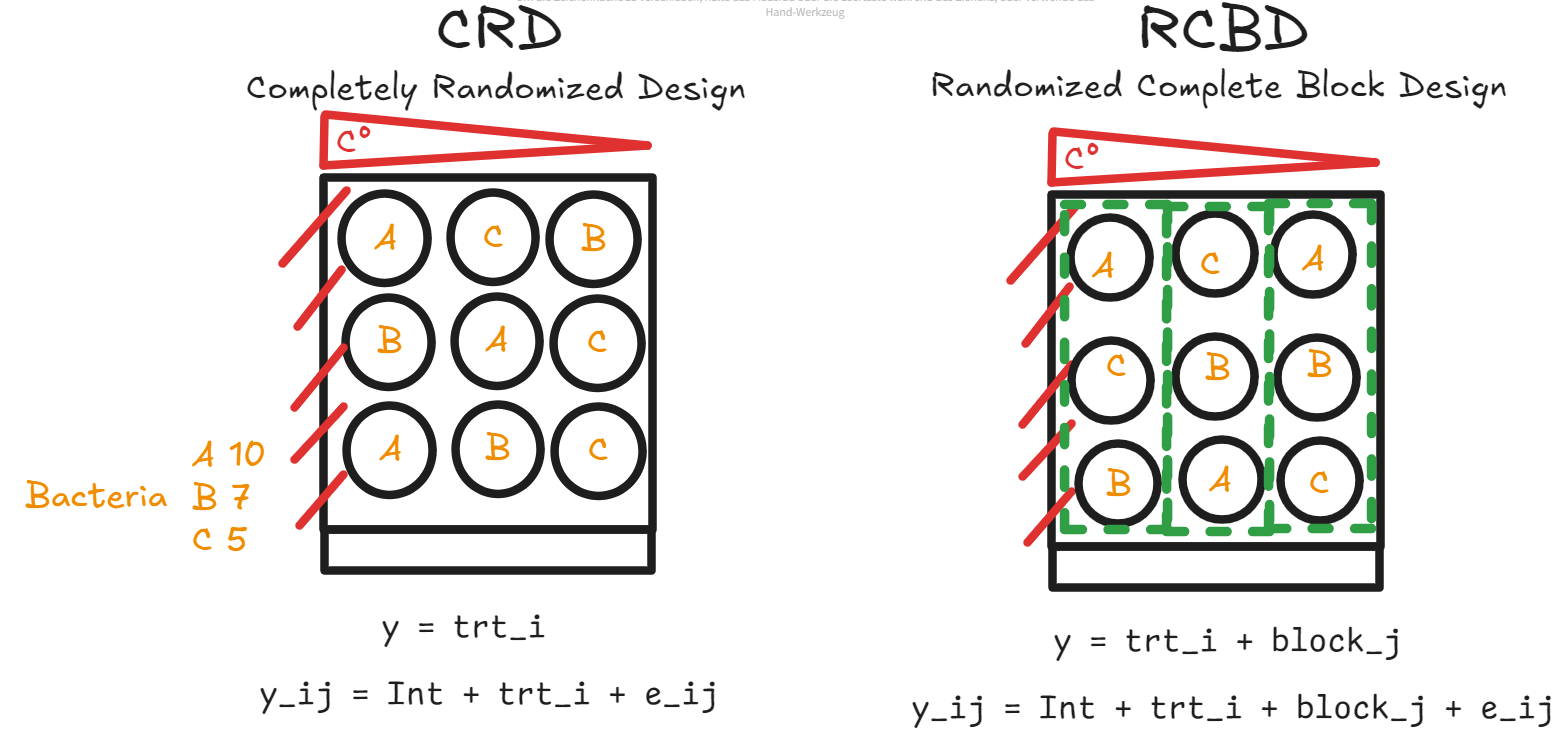 Hand-Werkzeug
CRD
Completely Randomized Design
C°
A C B
B A C
A B C
Bacteria
A 10
B 7
C 5
y = trt_i
y_ij = Int + trt_i + e_ij
RCBD
Randomized Complete Block Design
C°
A C A
C B B
B A C
y = trt_i + block_j
y_ij = Int + trt_i + block_j + e_ij